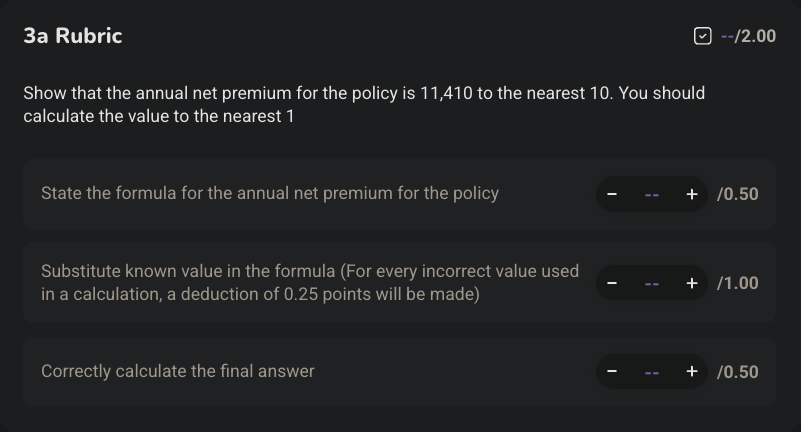 3a Rubric
--/2.00
Show that the annual net premium for the policy is 11,410 to the nearest 10. You should
calculate the value to the nearest 1
State the formula for the annual net premium for the policy
− -- + /0.50
Substitute known value in the formula (For every incorrect value used
in a calculation, a deduction of 0.25 points will be made)
− -- + /1.00
Correctly calculate the final answer
− -- + /0.50